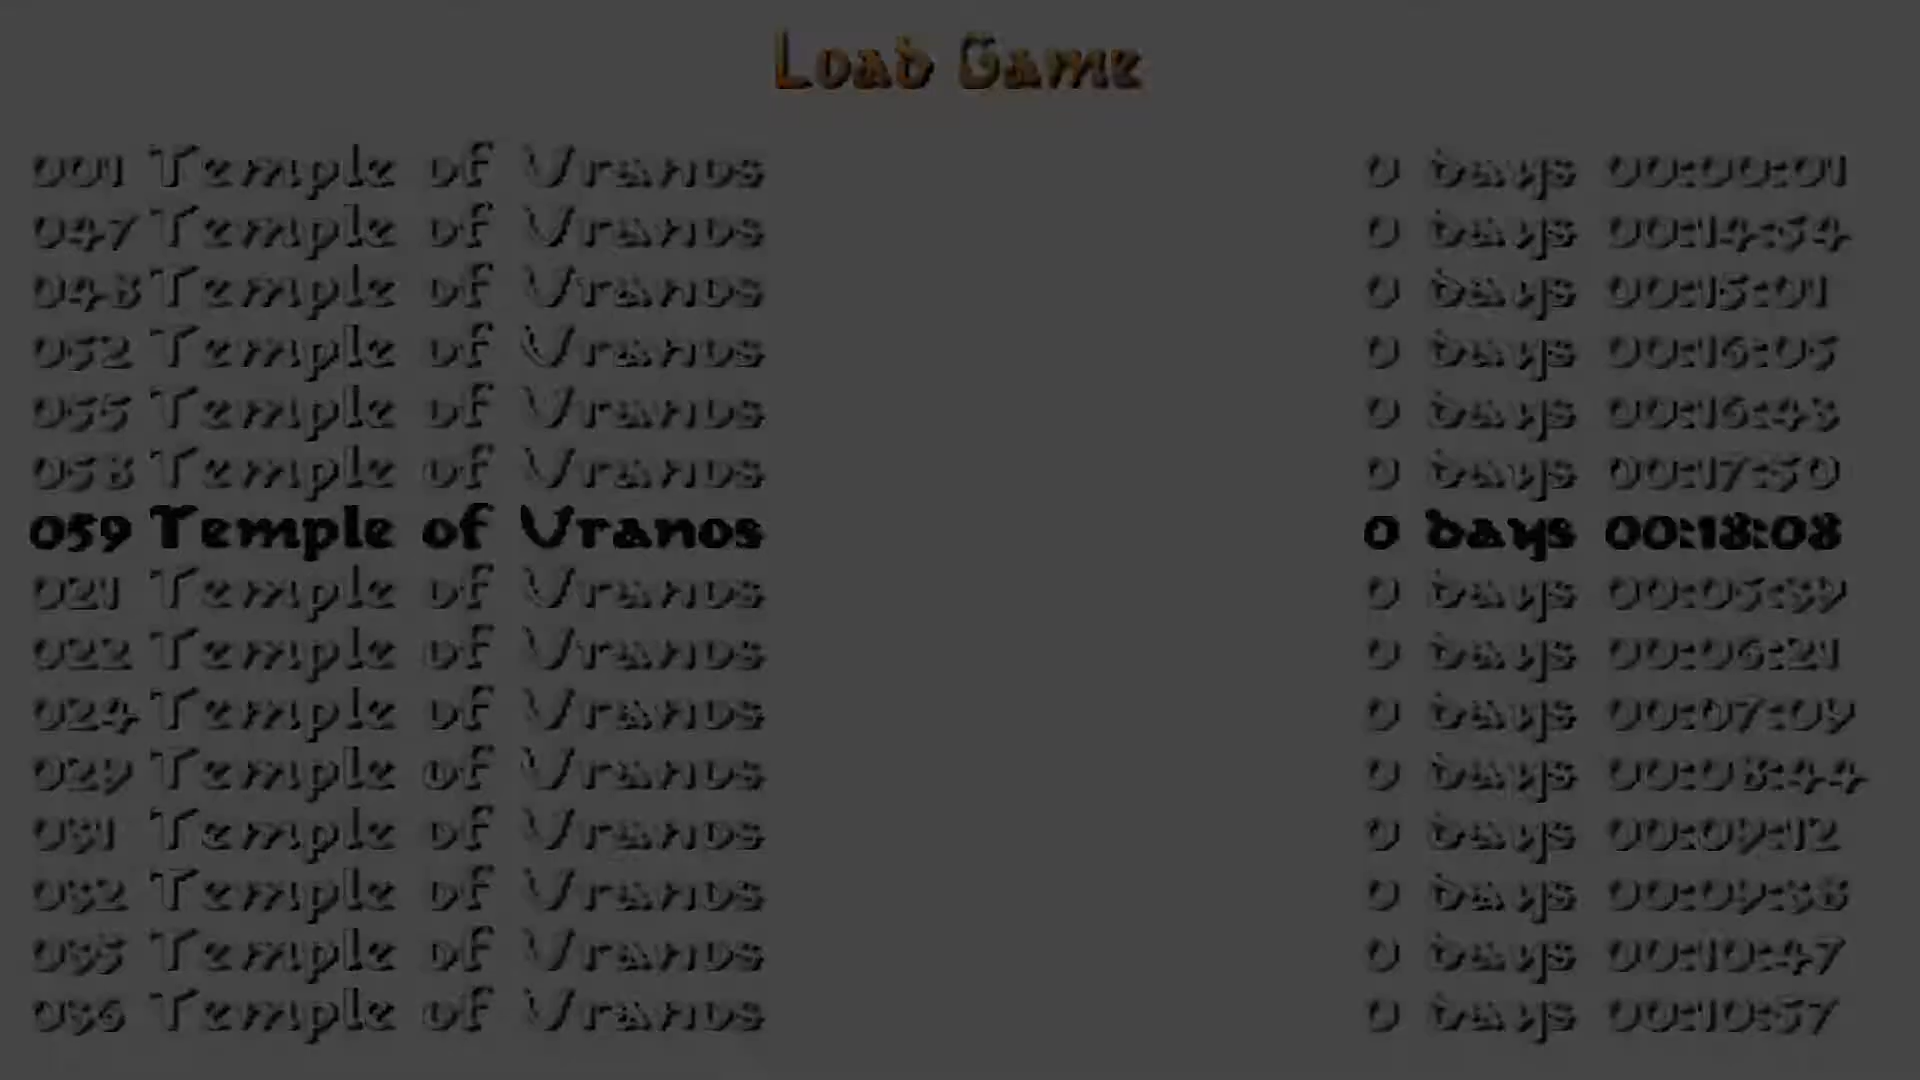 Load Game
001 Temple of Uranos 0 days 00:00:01
047 Temple of Uranos 0 days 00:14:54
048 Temple of Uranos 0 days 00:15:01
052 Temple of Uranos 0 days 00:16:05
055 Temple of Uranos 0 days 00:16:43
058 Temple of Uranos 0 days 00:17:50
059 Temple of Uranos 0 days 00:18:08
021 Temple of Uranos 0 days 00:05:39
022 Temple of Uranos 0 days 00:06:21
024 Temple of Uranos 0 days 00:07:09
029 Temple of Uranos 0 days 00:08:44
031 Temple of Uranos 0 days 00:09:12
032 Temple of Uranos 0 days 00:09:38
035 Temple of Uranos 0 days 00:10:47
036 Temple of Uranos 0 days 00:10:57